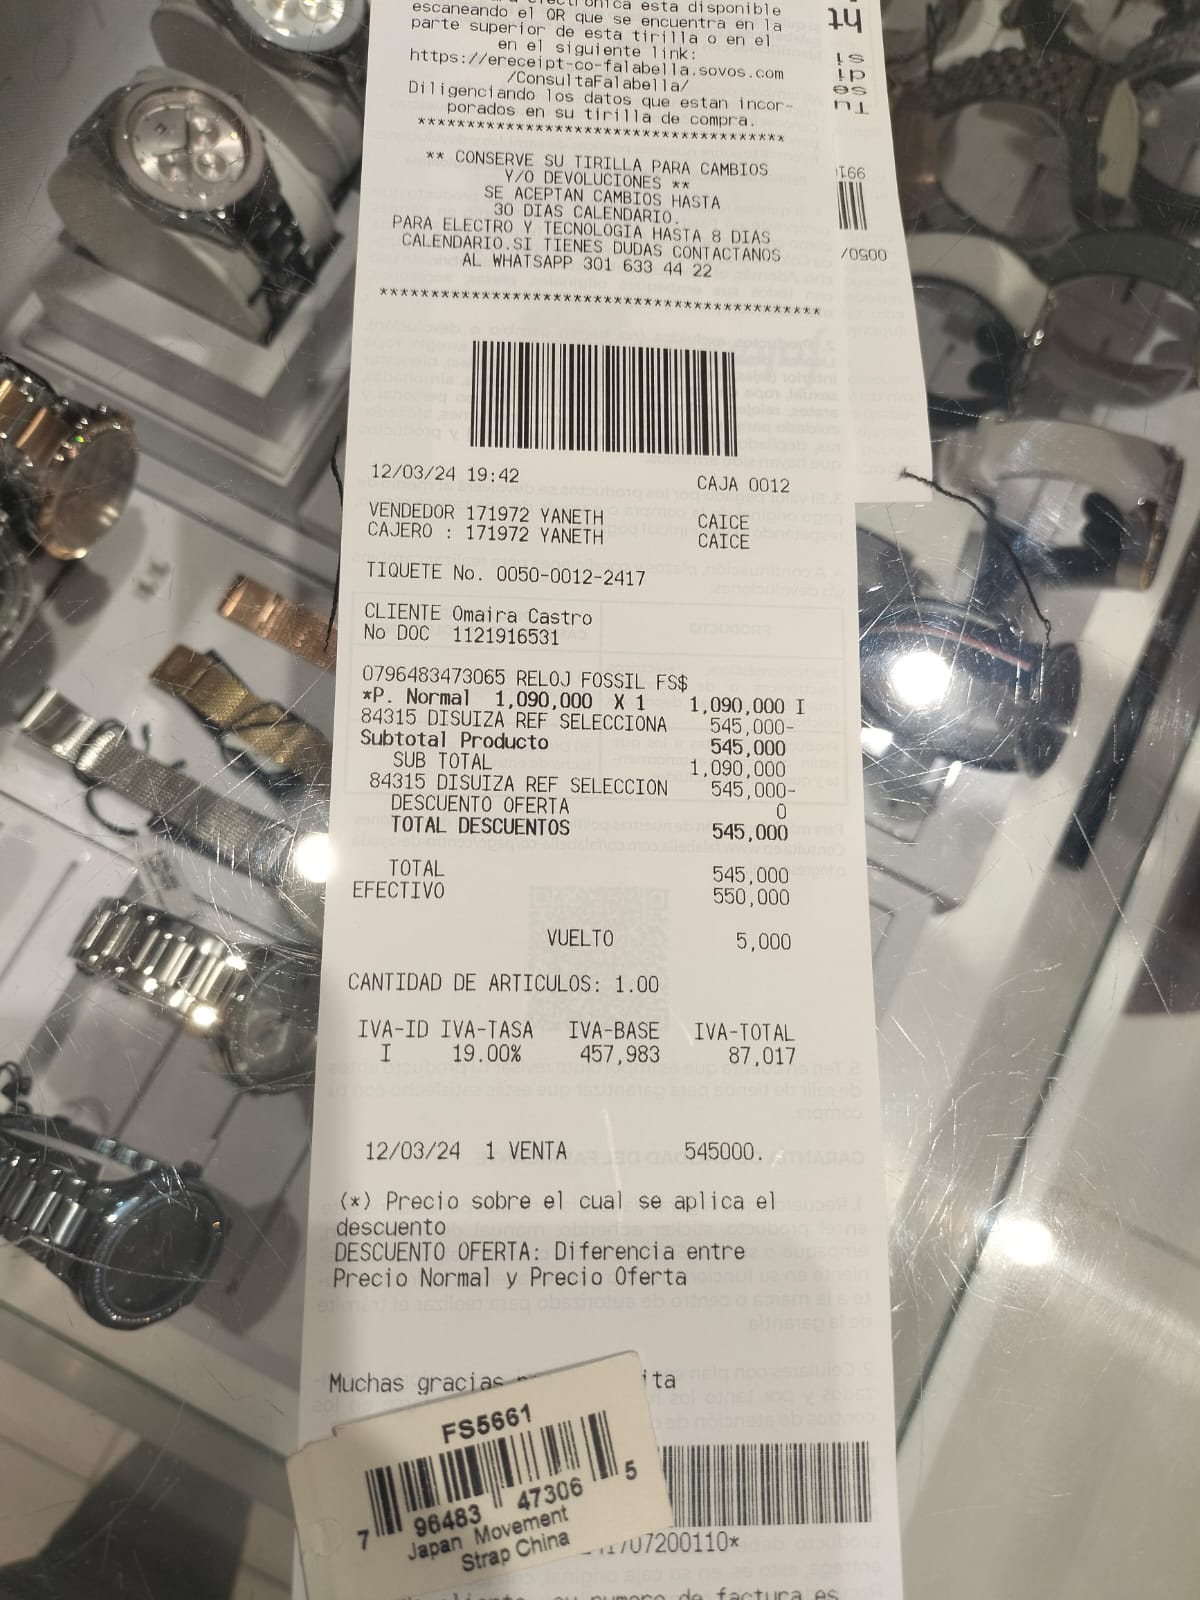 electronica esta disponible
escaneando el QR que se encuentra en la
parte superior de esta tirilla o en el
en el siguiente link:
https://ereceipt-co-falabella.sovos.com
/ConsultaFalabella/
Diligenciando los datos que estan incor-
porados en su tirilla de compra.
************************************
** CONSERVE SU TIRILLA PARA CAMBIOS
Y/O DEVOLUCIONES **
SE ACEPTAN CAMBIOS HASTA
30 DIAS CALENDARIO.
PARA ELECTRO Y TECNOLOGIA HASTA 8 DIAS
CALENDARIO.SI TIENES DUDAS CONTACTANOS
AL WHATSAPP 301 633 44 22
*******************************************
12/03/24 19:42 CAJA 0012
VENDEDOR 171972 YANETH CAICE
CAJERO : 171972 YANETH CAICE
TIQUETE No. 0050-0012-2417
CLIENTE Omaira Castro
No DOC 1121916531
0796483473065 RELOJ FOSSIL FS$
*P. Normal 1,090,000 X 1 1,090,000 I
84315 DISUIZA REF SELECCIONA 545,000-
Subtotal Producto 545,000
SUB TOTAL 1,090,000
84315 DISUIZA REF SELECCION 545,000-
DESCUENTO OFERTA 0
TOTAL DESCUENTOS 545,000
TOTAL 545,000
EFECTIVO 550,000
VUELTO 5,000
CANTIDAD DE ARTICULOS: 1.00
IVA-ID IVA-TASA IVA-BASE IVA-TOTAL
I 19.00% 457,983 87,017
12/03/24 1 VENTA 545000.
(*) Precio sobre el cual se aplica el
descuento
DESCUENTO OFERTA: Diferencia entre
Precio Normal y Precio Oferta
Muchas gracias
FS5661
7 96483 47306 5
Japan Movement
Strap China
07200110*
numero de factura es